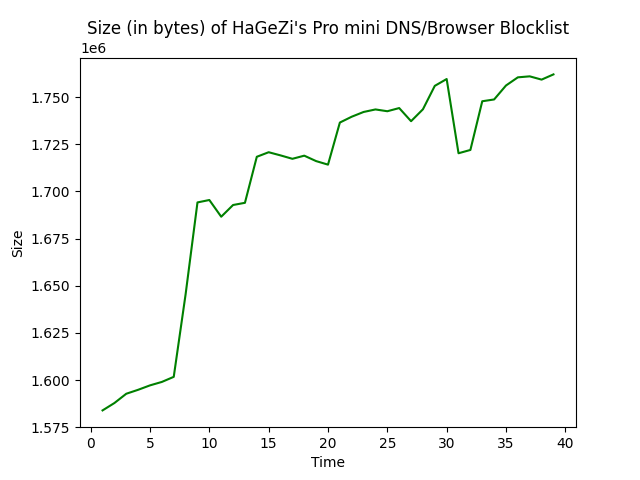 Size (in bytes) of HaGeZi's Pro mini DNS/Browser Blocklist
1e6
1.750
1.725
1.700
1.675
1.650
1.625
1.600
1.575
Size
0 5 10 15 20 25 30 35 40
Time